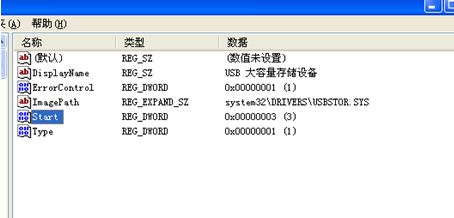 (A) 帮助(H)
名称 类型 数据
(默认) REG_SZ (数值未设置)
DisplayName REG_SZ USB 大容量存储设备
ErrorControl REG_DWORD 0x00000001 (1)
ImagePath REG_EXPAND_SZ system32\DRIVERS\USBSTOR.SYS
Start REG_DWORD 0x00000003 (3)
Type REG_DWORD 0x00000001 (1)